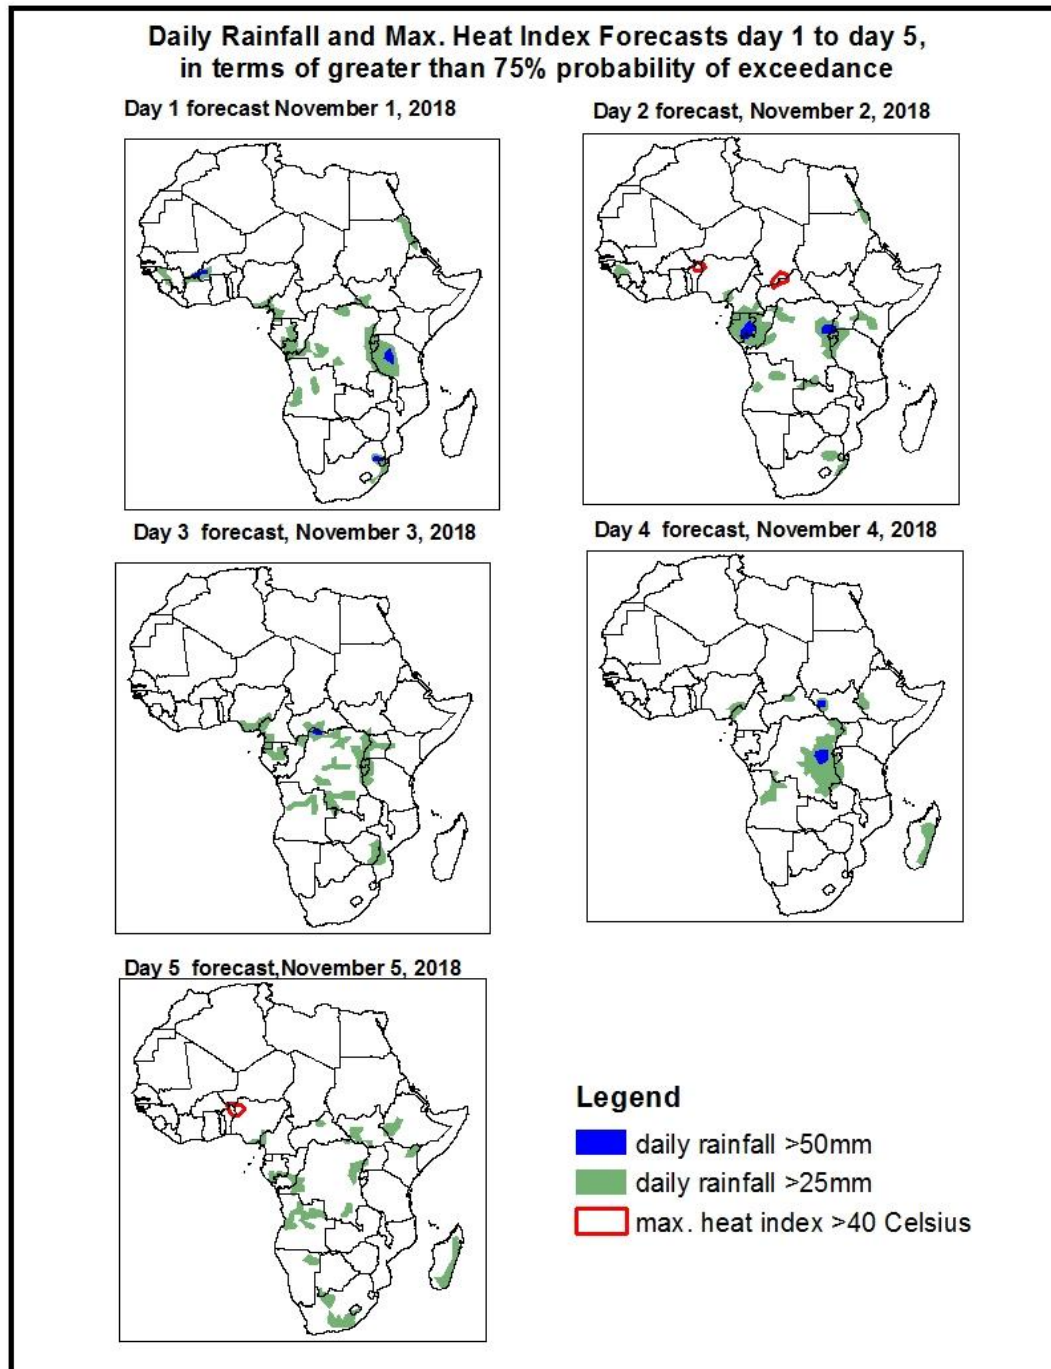 Daily Rainfall and Max. Heat Index Forecasts day 1 to day 5,
in terms of greater than 75% probability of exceedance
Day 1 forecast November 1, 2018
Day 2 forecast, November 2, 2018
Day 3 forecast, November 3, 2018
Day 4 forecast, November 4, 2018
Day 5 forecast,November 5, 2018
Legend
daily rainfall >50mm
daily rainfall >25mm
max. heat index >40 Celsius